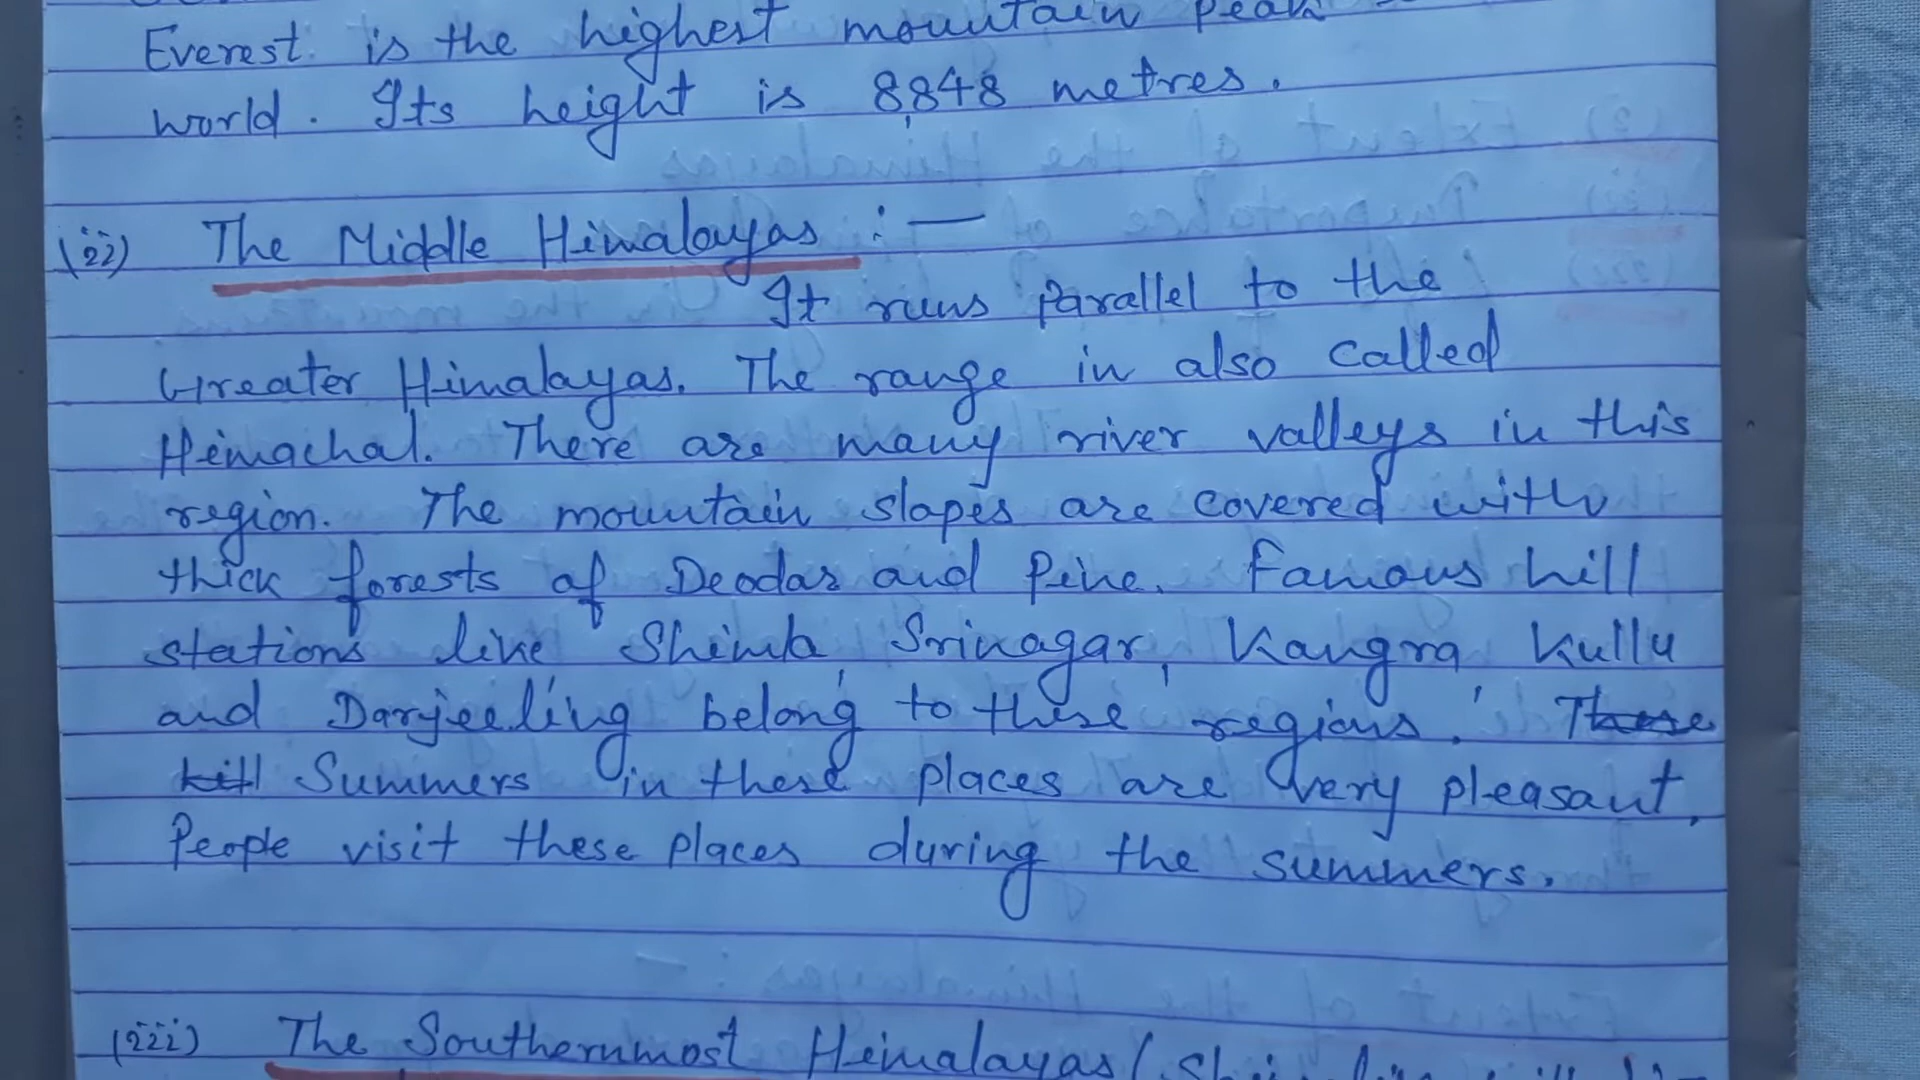 Everest is the highest mountain peak
world. Its height is 8,848 metres.
(ii) The Middle Himalayas :—
It runs parallel to the
Greater Himalayas. The range in also called
Himachal. There are many river valleys in this
region. The mountain slopes are covered with
thick forests of Deodar and Pine. Famous hill
stations like Shimla, Srinagar, Kangra, Kullu
and Darjeeling belong to these regions. These
hill Summers in these places are very pleasant.
People visit these places during the summers.
(iii) The Southernmost Himalayas (